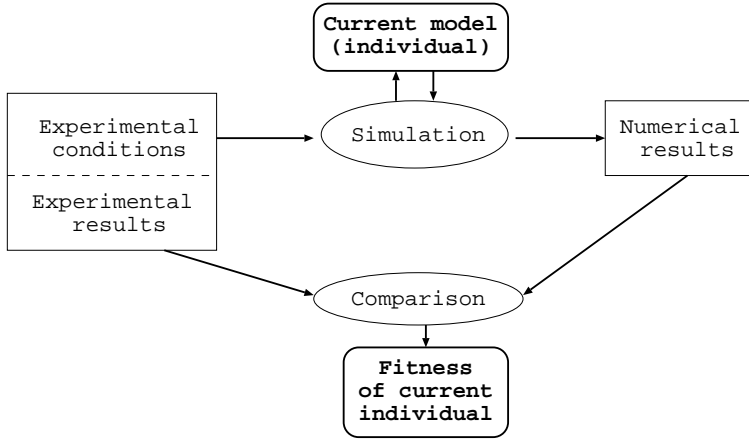 Current model
(individual)
Experimental
conditions
Simulation
Numerical
results
Experimental
results
Comparison
Fitness
of current
individual